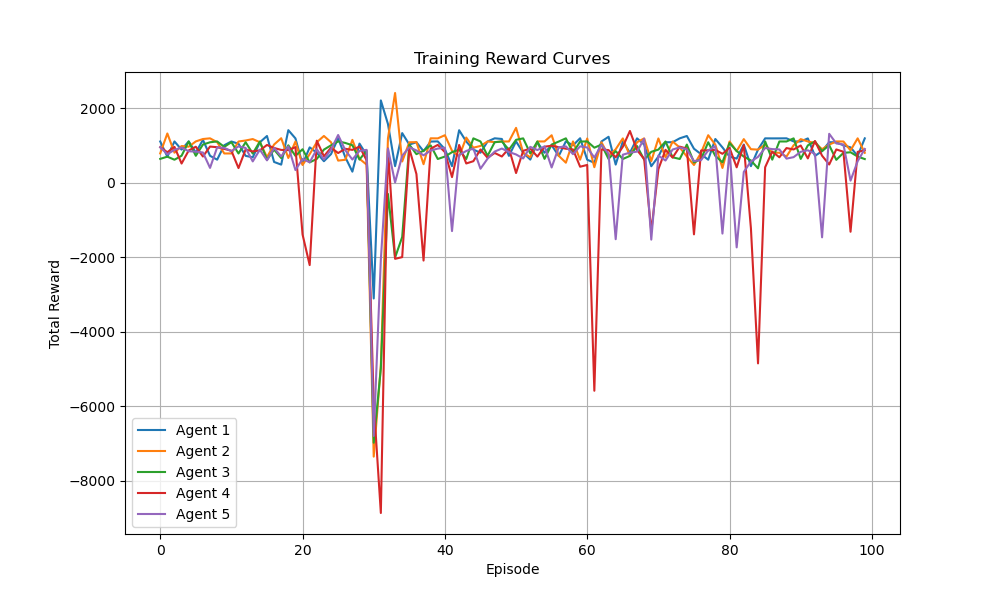 Training Reward Curves
Total Reward
2000
0
−2000
−4000
−6000
−8000
Agent 1
Agent 2
Agent 3
Agent 4
Agent 5
0 20 40 60 80 100
Episode